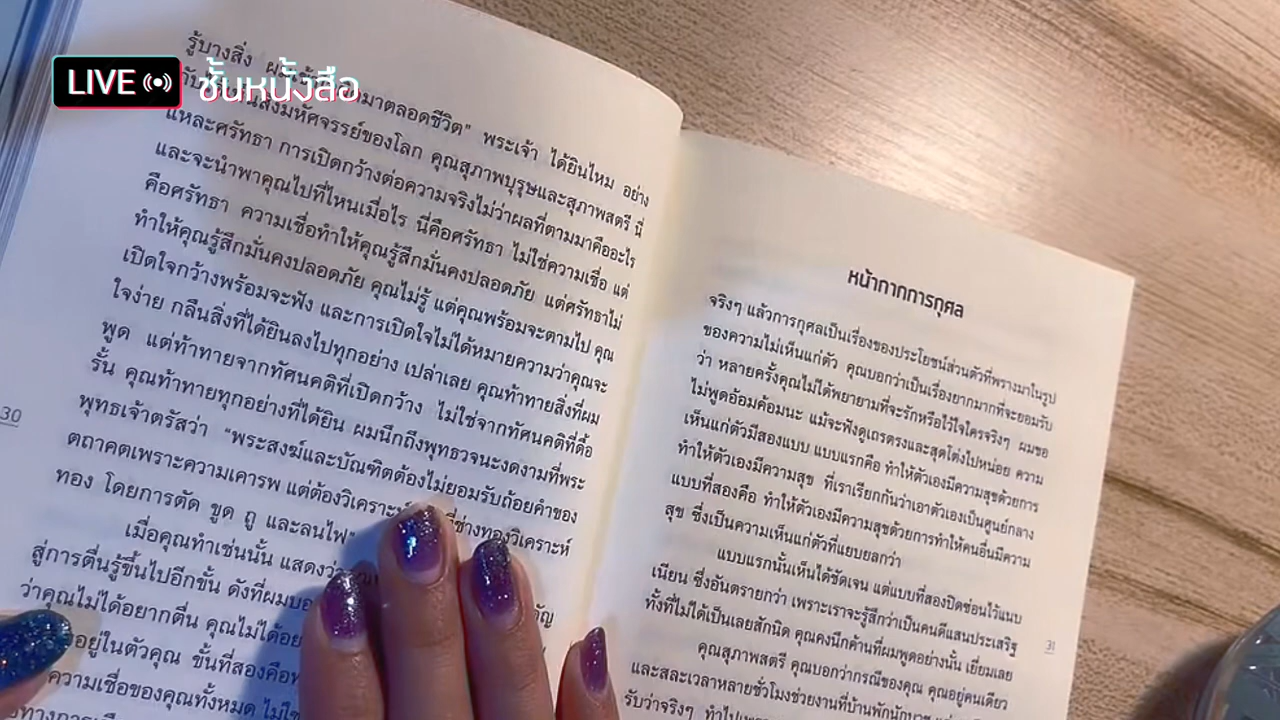 LIVE
ชั้นหนังสือ
รู้บางสิ่ง มาตลอดชีวิต" พระเจ้า ได้ยินไหม อย่าง
สิ่งมหัศจรรย์ของโลก คุณสุภาพบุรุษและสุภาพสตรี นี่
แหละศรัทธา การเปิดกว้างต่อความจริงไม่ว่าผลที่ตามมาคืออะไร
และจะนำพาคุณไปที่ไหนเมื่อไร นี่คือศรัทธา ไม่ใช่ความเชื่อ แต่
คือศรัทธา ความเชื่อทำให้คุณรู้สึกมั่นคงปลอดภัย แต่ศรัทธาไม่
ทำให้คุณรู้สึกมั่นคงปลอดภัย คุณไม่รู้ แต่คุณพร้อมจะตามไป คุณ
เปิดใจกว้างพร้อมจะฟัง และการเปิดใจไม่ได้หมายความว่าคุณจะ
ใจง่าย กลืนสิ่งที่ได้ยินลงไปทุกอย่าง เปล่าเลย คุณท้าทายสิ่งที่ผม
พูด แต่ท้าทายจากทัศนคติที่เปิดกว้าง ไม่ใช่จากทัศนคติที่ดื้อ
รั้น คุณท้าทายทุกอย่างที่ได้ยิน ผมนึกถึงพุทธวจนะงดงามที่พระ
พุทธเจ้าตรัสว่า "พระสงฆ์และบัณฑิตต้องไม่ยอมรับถ้อยคำของ
ตถาคตเพราะความเคารพ แต่ต้องวิเคราะห์ ที่ช่างทองวิเคราะห์
ทอง โดยการตัด ขูด ถู และลนไฟ"
เมื่อคุณทำเช่นนั้น แสดงว่า
สู่การตื่นรู้ขึ้นไปอีกขั้น ดังที่ผมบอ
ว่าคุณไม่ได้อยากตื่น คุณไม่ได้อย
อยู่ในตัวคุณ ขั้นที่สองคือ
ความเชื่อของคุณทั้งหมด ไม่ใช่
30
หน้ากากการกุศล
จริงๆ แล้วการกุศลเป็นเรื่องของประโยชน์ส่วนตัวที่พรางมาในรูป
ของความไม่เห็นแก่ตัว คุณบอกว่าเป็นเรื่องยากมากที่จะยอมรับ
ว่า หลายครั้งคุณไม่ได้พยายามที่จะรักหรือไว้ใจใครจริงๆ ผมขอ
ไม่พูดอ้อมค้อมนะ แม้จะฟังดูเถรตรงและสุดโต่งไปหน่อย ความ
เห็นแก่ตัวมีสองแบบ แบบแรกคือ ทำให้ตัวเองมีความสุขด้วยการ
ทำให้ตัวเองมีความสุข ที่เราเรียกกันว่าเอาตัวเองเป็นศูนย์กลาง
แบบที่สองคือ ทำให้ตัวเองมีความสุขด้วยการทำให้คนอื่นมีความ
สุข ซึ่งเป็นความเห็นแก่ตัวที่แยบยลกว่า
แบบแรกนั้นเห็นได้ชัดเจน แต่แบบที่สองปิดซ่อนไว้แนบ
เนียน ซึ่งอันตรายกว่า เพราะเราจะรู้สึกว่าเป็นคนดีแสนประเสริฐ
ทั้งที่ไม่ได้เป็นเลยสักนิด คุณคงนึกค้านที่ผมพูดอย่างนั้น เยี่ยมเลย
คุณสุภาพสตรี คุณบอกว่ากรณีของคุณ คุณอยู่คนเดียว
และสละเวลาหลายชั่วโมงช่วยงานที่บ้านพักนักบวช
รับว่าจริงๆ
31